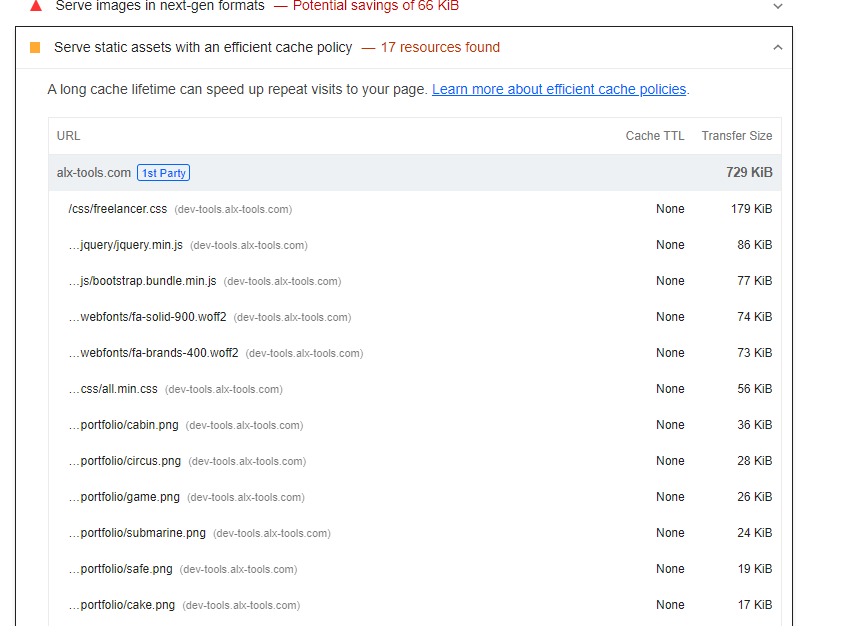 Serve images in next-gen formats — Potential savings of 66 KiB
Serve static assets with an efficient cache policy — 17 resources found
A long cache lifetime can speed up repeat visits to your page. Learn more about efficient cache policies.
URL Cache TTL Transfer Size
alx-tools.com 1st Party 729 KiB
/css/freelancer.css (dev-tools.alx-tools.com) None 179 KiB
…jquery/jquery.min.js (dev-tools.alx-tools.com) None 86 KiB
…js/bootstrap.bundle.min.js (dev-tools.alx-tools.com) None 77 KiB
…webfonts/fa-solid-900.woff2 (dev-tools.alx-tools.com) None 74 KiB
…webfonts/fa-brands-400.woff2 (dev-tools.alx-tools.com) None 73 KiB
…css/all.min.css (dev-tools.alx-tools.com) None 56 KiB
…portfolio/cabin.png (dev-tools.alx-tools.com) None 36 KiB
…portfolio/circus.png (dev-tools.alx-tools.com) None 28 KiB
…portfolio/game.png (dev-tools.alx-tools.com) None 26 KiB
…portfolio/submarine.png (dev-tools.alx-tools.com) None 24 KiB
…portfolio/safe.png (dev-tools.alx-tools.com) None 19 KiB
…portfolio/cake.png (dev-tools.alx-tools.com) None 17 KiB